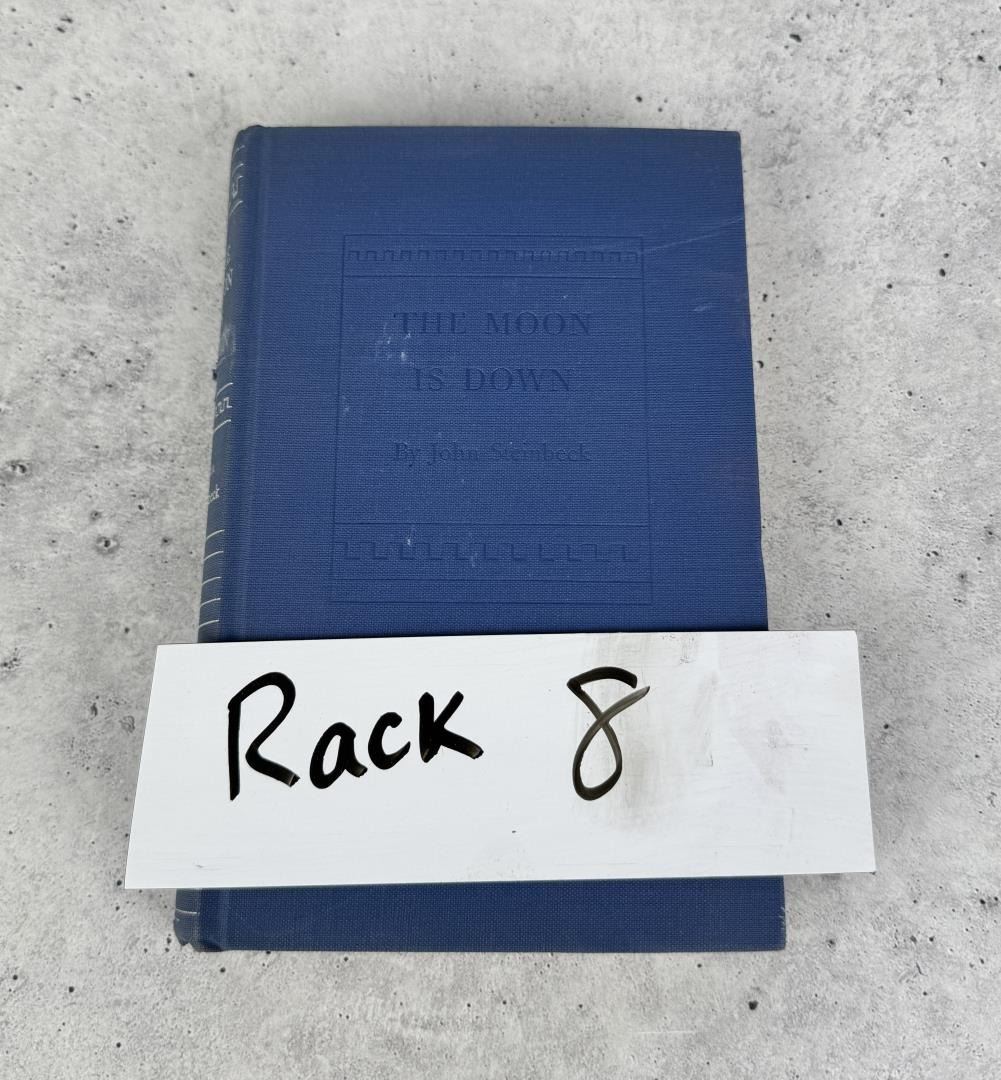 THE MOON
IS DOWN
By John Steinbeck
Rack 8